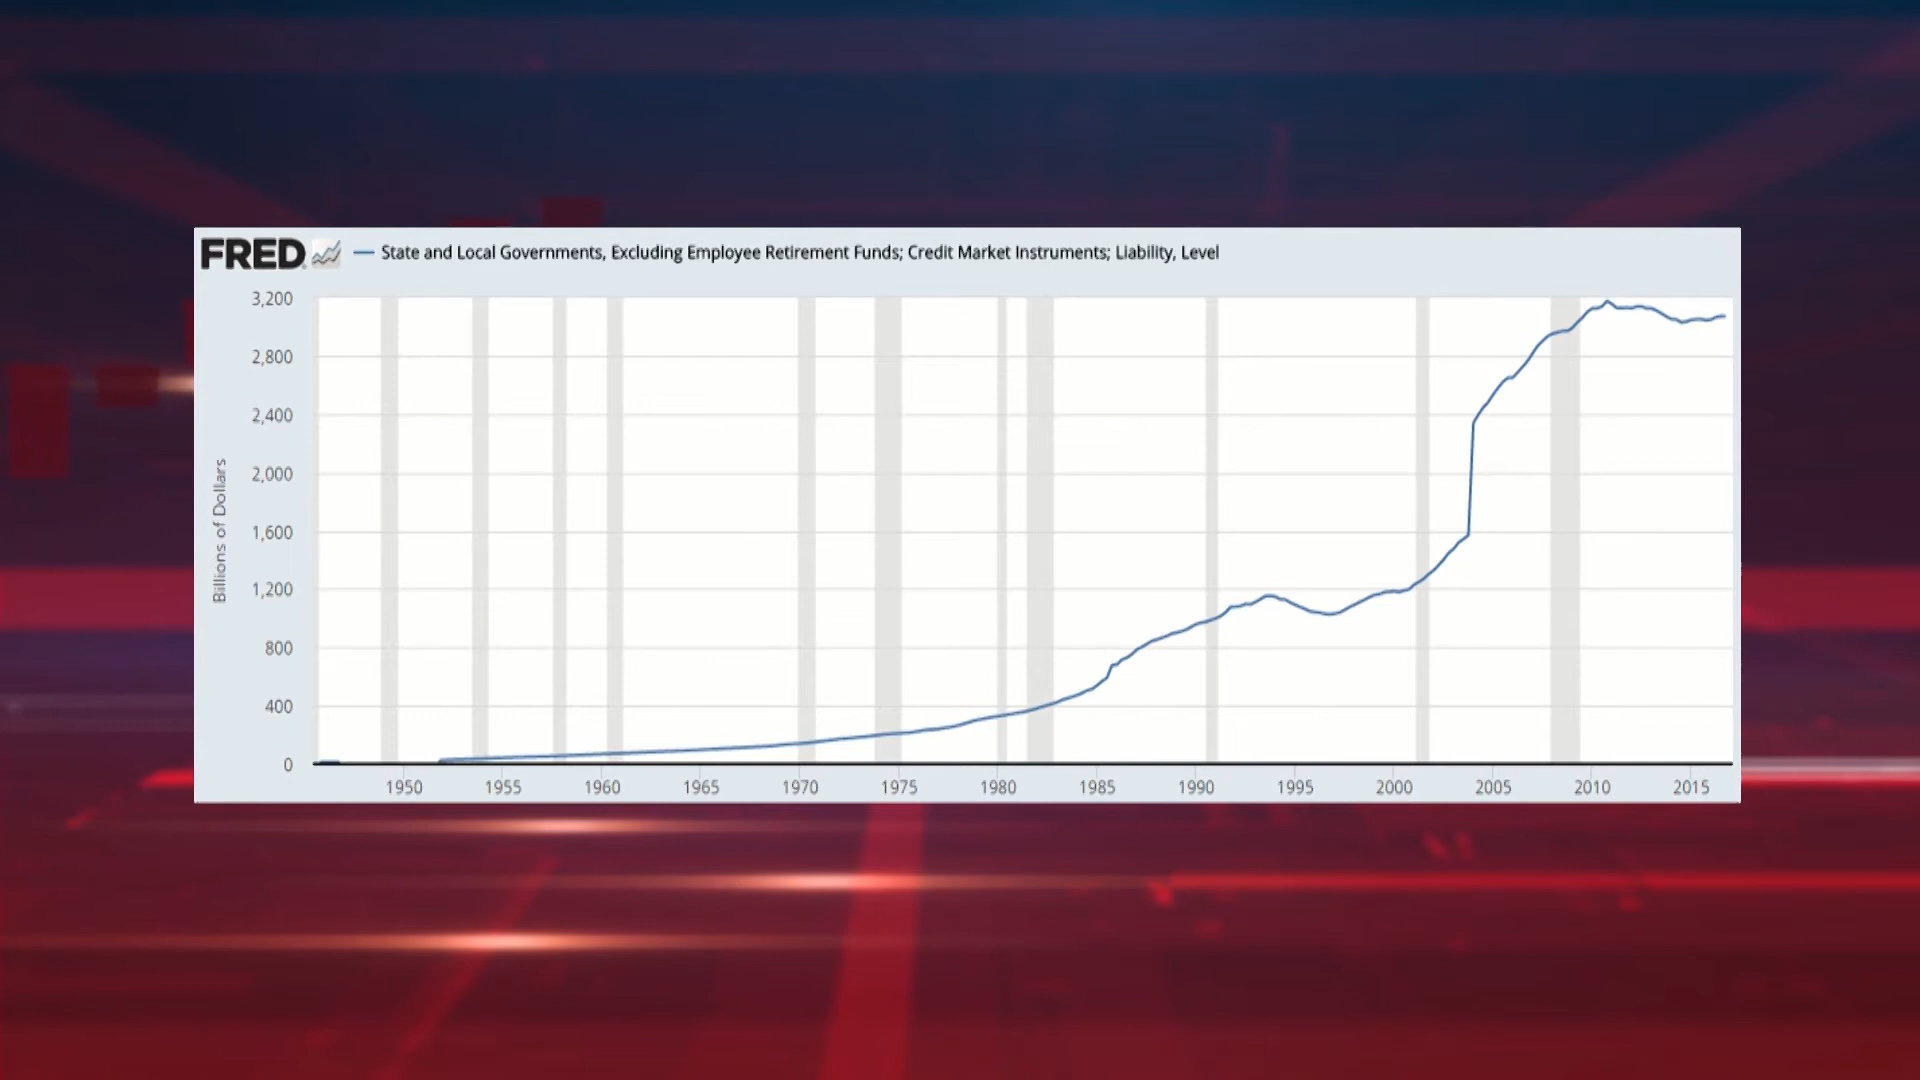 FRED
State and Local Governments, Excluding Employee Retirement Funds; Credit Market Instruments; Liability, Level
Billions of Dollars
3,200
2,800
2,400
2,000
1,600
1,200
800
400
0
1950 1955 1960 1965 1970 1975 1980 1985 1990 1995 2000 2005 2010 2015